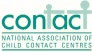 contact
NATIONAL ASSOCIATION OF
CHILD CONTACT CENTRES